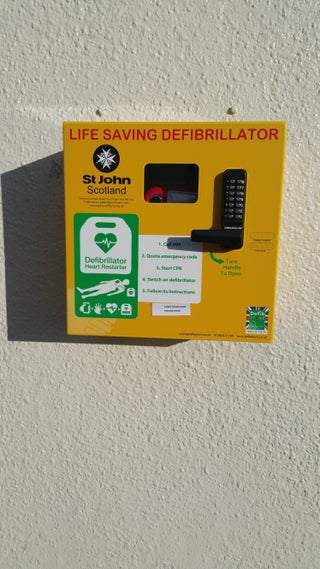 LIFE SAVING DEFIBRILLATOR
St John
Scotland
Defibrillator
Heart Restarter
1. Call 999
2. Quote emergency code
3. Start CPR
4. Switch on defibrillator
5. Follow its instructions
Turn
Handle
To Open